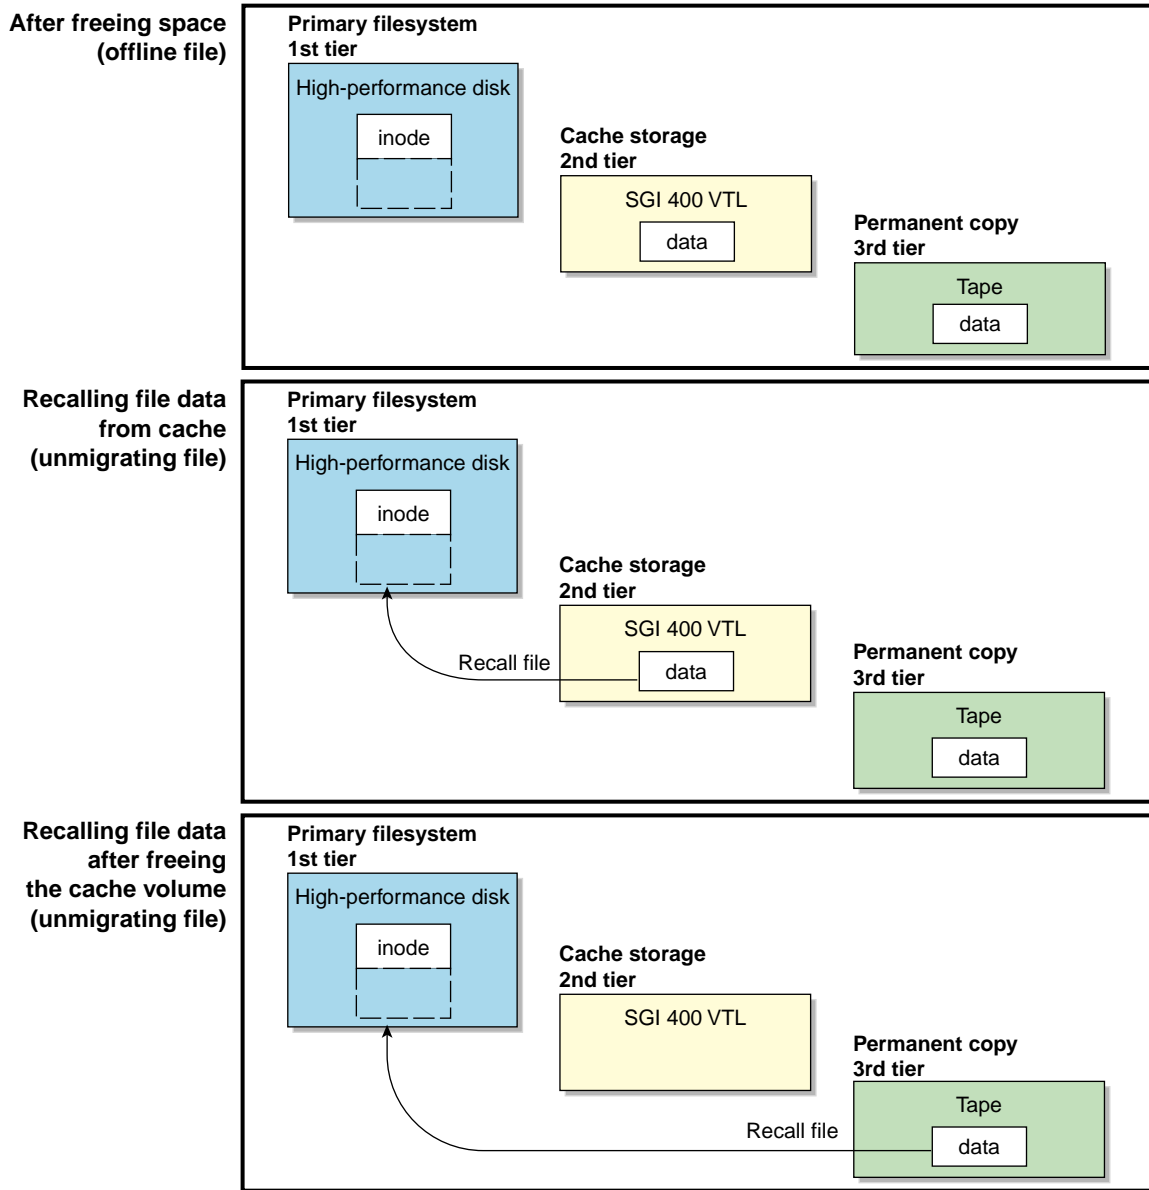 After freeing space
(offline file)
Primary filesystem
1st tier
High-performance disk
inode
Cache storage
2nd tier
SGI 400 VTL
data
Permanent copy
3rd tier
Tape
data
Recalling file data
from cache
(unmigrating file)
Primary filesystem
1st tier
High-performance disk
inode
Cache storage
2nd tier
SGI 400 VTL
Recall file
data
Permanent copy
3rd tier
Tape
data
Recalling file data
after freeing
the cache volume
(unmigrating file)
Primary filesystem
1st tier
High-performance disk
inode
Cache storage
2nd tier
SGI 400 VTL
Permanent copy
3rd tier
Tape
Recall file
data